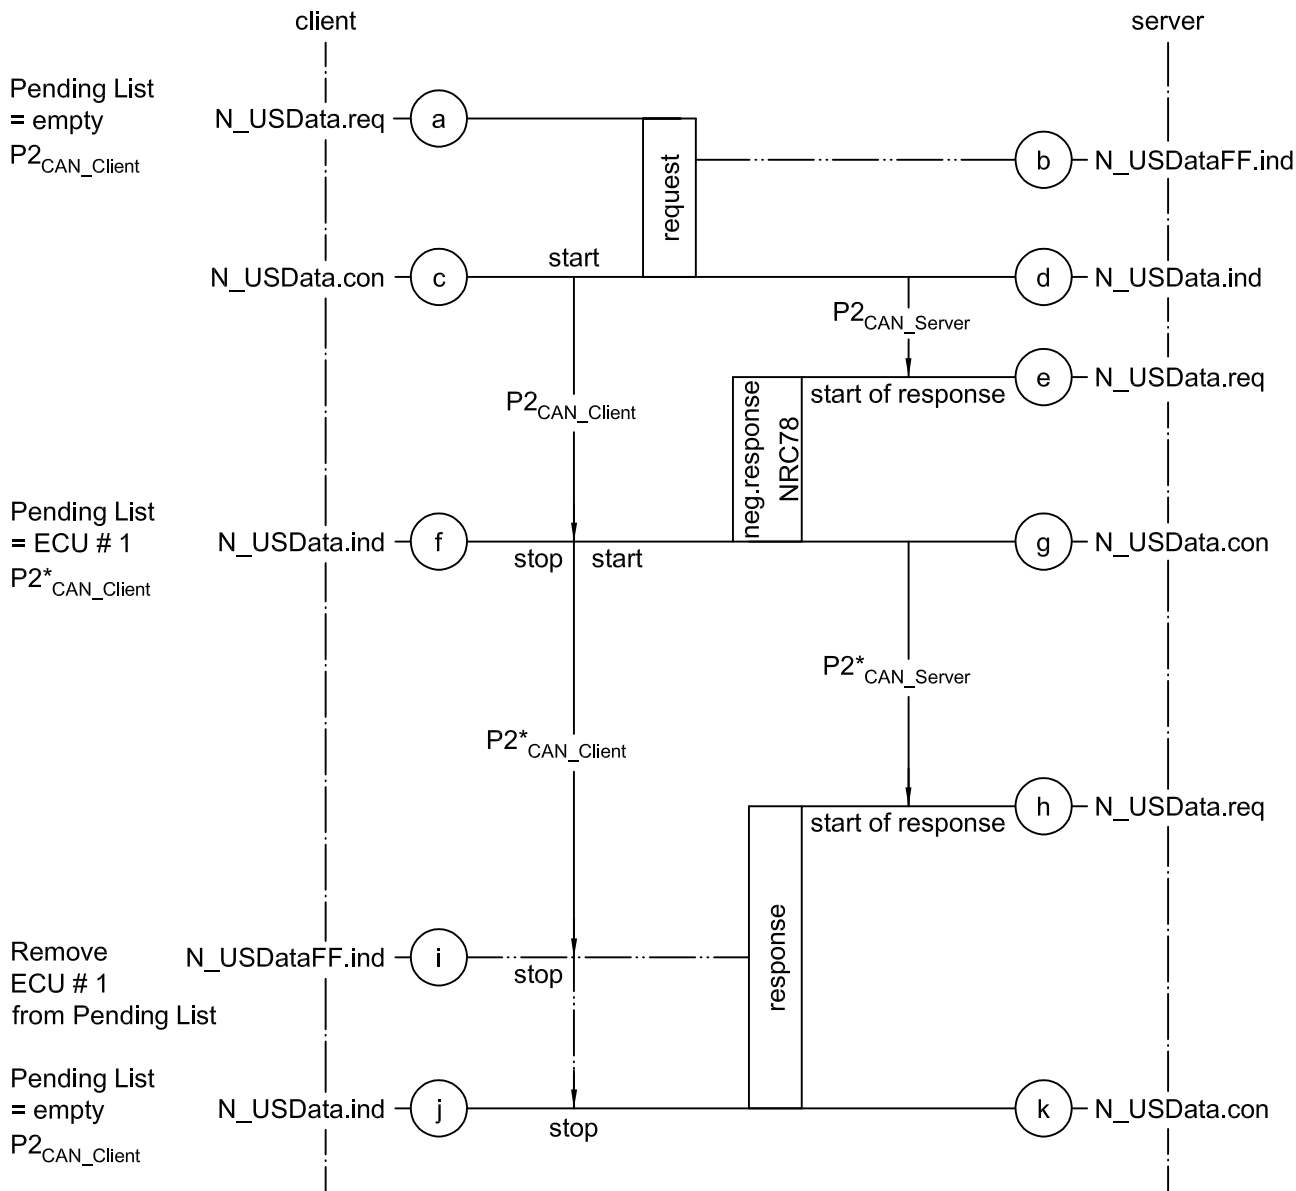 client
server
Pending List
= empty
P2CAN_Client
N_USData.req
a
request
b
N_USDataFF.ind
N_USData.con
c
start
d
N_USData.ind
P2CAN_Server
e
N_USData.req
start of response
P2CAN_Client
neg.response
NRC78
Pending List
= ECU # 1
P2*CAN_Client
N_USData.ind
f
stop
start
g
N_USData.con
P2*CAN_Server
P2*CAN_Client
h
N_USData.req
start of response
response
Remove
ECU # 1
from Pending List
N_USDataFF.ind
i
stop
Pending List
= empty
P2CAN_Client
N_USData.ind
j
stop
k
N_USData.con